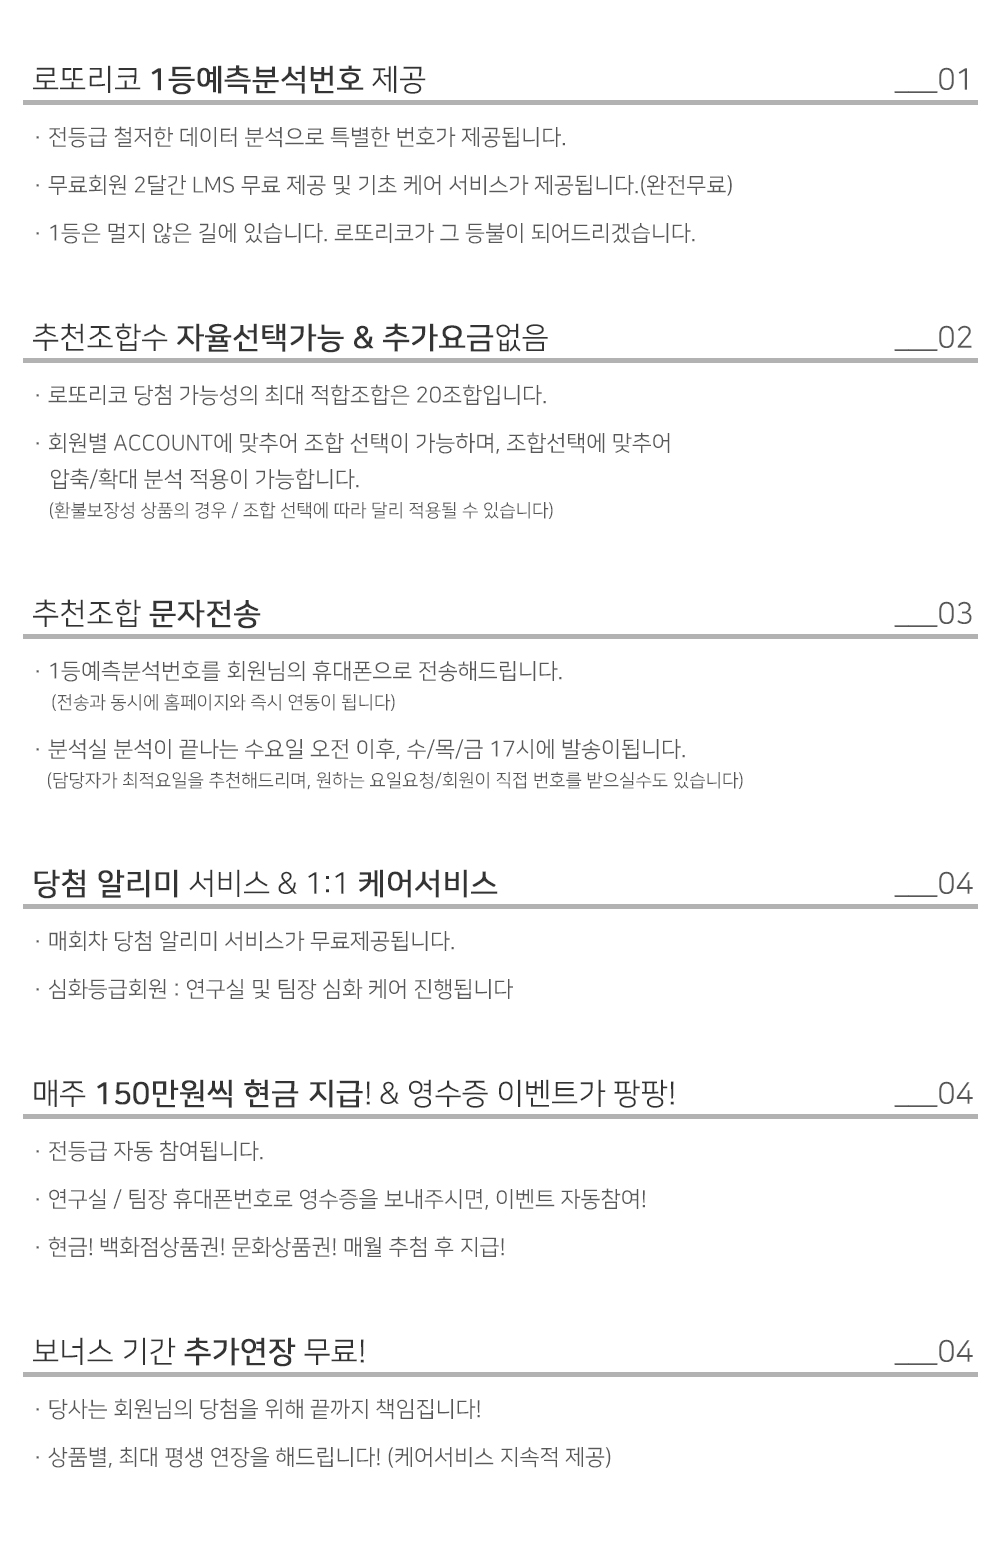 로또리코 1등예측분석번호 제공 ___01
· 전등급 철저한 데이터 분석으로 특별한 번호가 제공됩니다.
· 무료회원 2달간 LMS 무료 제공 및 기초 케어 서비스가 제공됩니다.(완전무료)
· 1등은 멀지 않은 길에 있습니다. 로또리코가 그 등불이 되어드리겠습니다.
추천조합수 자율선택가능 & 추가요금없음 ___02
· 로또리코 당첨 가능성의 최대 적합조합은 20조합입니다.
· 회원별 ACCOUNT에 맞추어 조합 선택이 가능하며, 조합선택에 맞추어
압축/확대 분석 적용이 가능합니다.
(환불보장성 상품의 경우 / 조합 선택에 따라 달리 적용될 수 있습니다)
추천조합 문자전송 ___03
· 1등예측분석번호를 회원님의 휴대폰으로 전송해드립니다.
(전송과 동시에 홈페이지와 즉시 연동이 됩니다)
· 분석실 분석이 끝나는 수요일 오전 이후, 수/목/금 17시에 발송이됩니다.
(담당자가 최적요일을 추천해드리며, 원하는 요일요청/회원이 직접 번호를 받으실수도 있습니다)
당첨 알리미 서비스 & 1:1 케어서비스 ___04
· 매회차 당첨 알리미 서비스가 무료제공됩니다.
· 심화등급회원 : 연구실 및 팀장 심화 케어 진행됩니다
매주 150만원씩 현금 지급! & 영수증 이벤트가 팡팡! ___04
· 전등급 자동 참여됩니다.
· 연구실 / 팀장 휴대폰번호로 영수증을 보내주시면, 이벤트 자동참여!
· 현금! 백화점상품권! 문화상품권! 매월 추첨 후 지급!
보너스 기간 추가연장 무료! ___04
· 당사는 회원님의 당첨을 위해 끝까지 책임집니다!
· 상품별, 최대 평생 연장을 해드립니다! (케어서비스 지속적 제공)